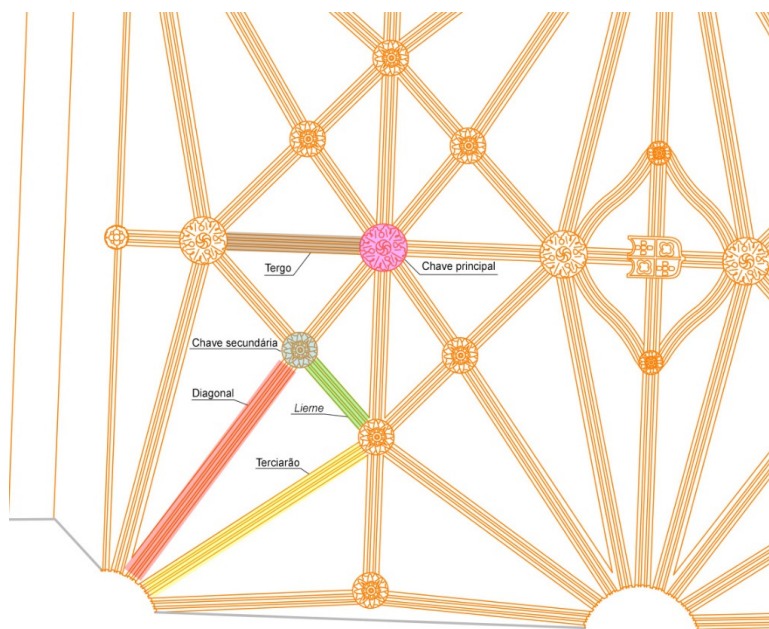 Tergo
Chave principal
Chave secundária
Diagonal
Lierne
Terciarão